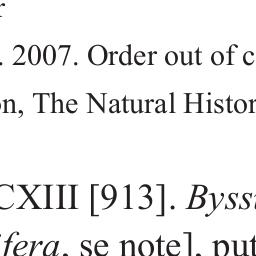 r
. 2007. Order out of c
on, The Natural Histor
CXIII [913]. Byss
ifera, se note], put